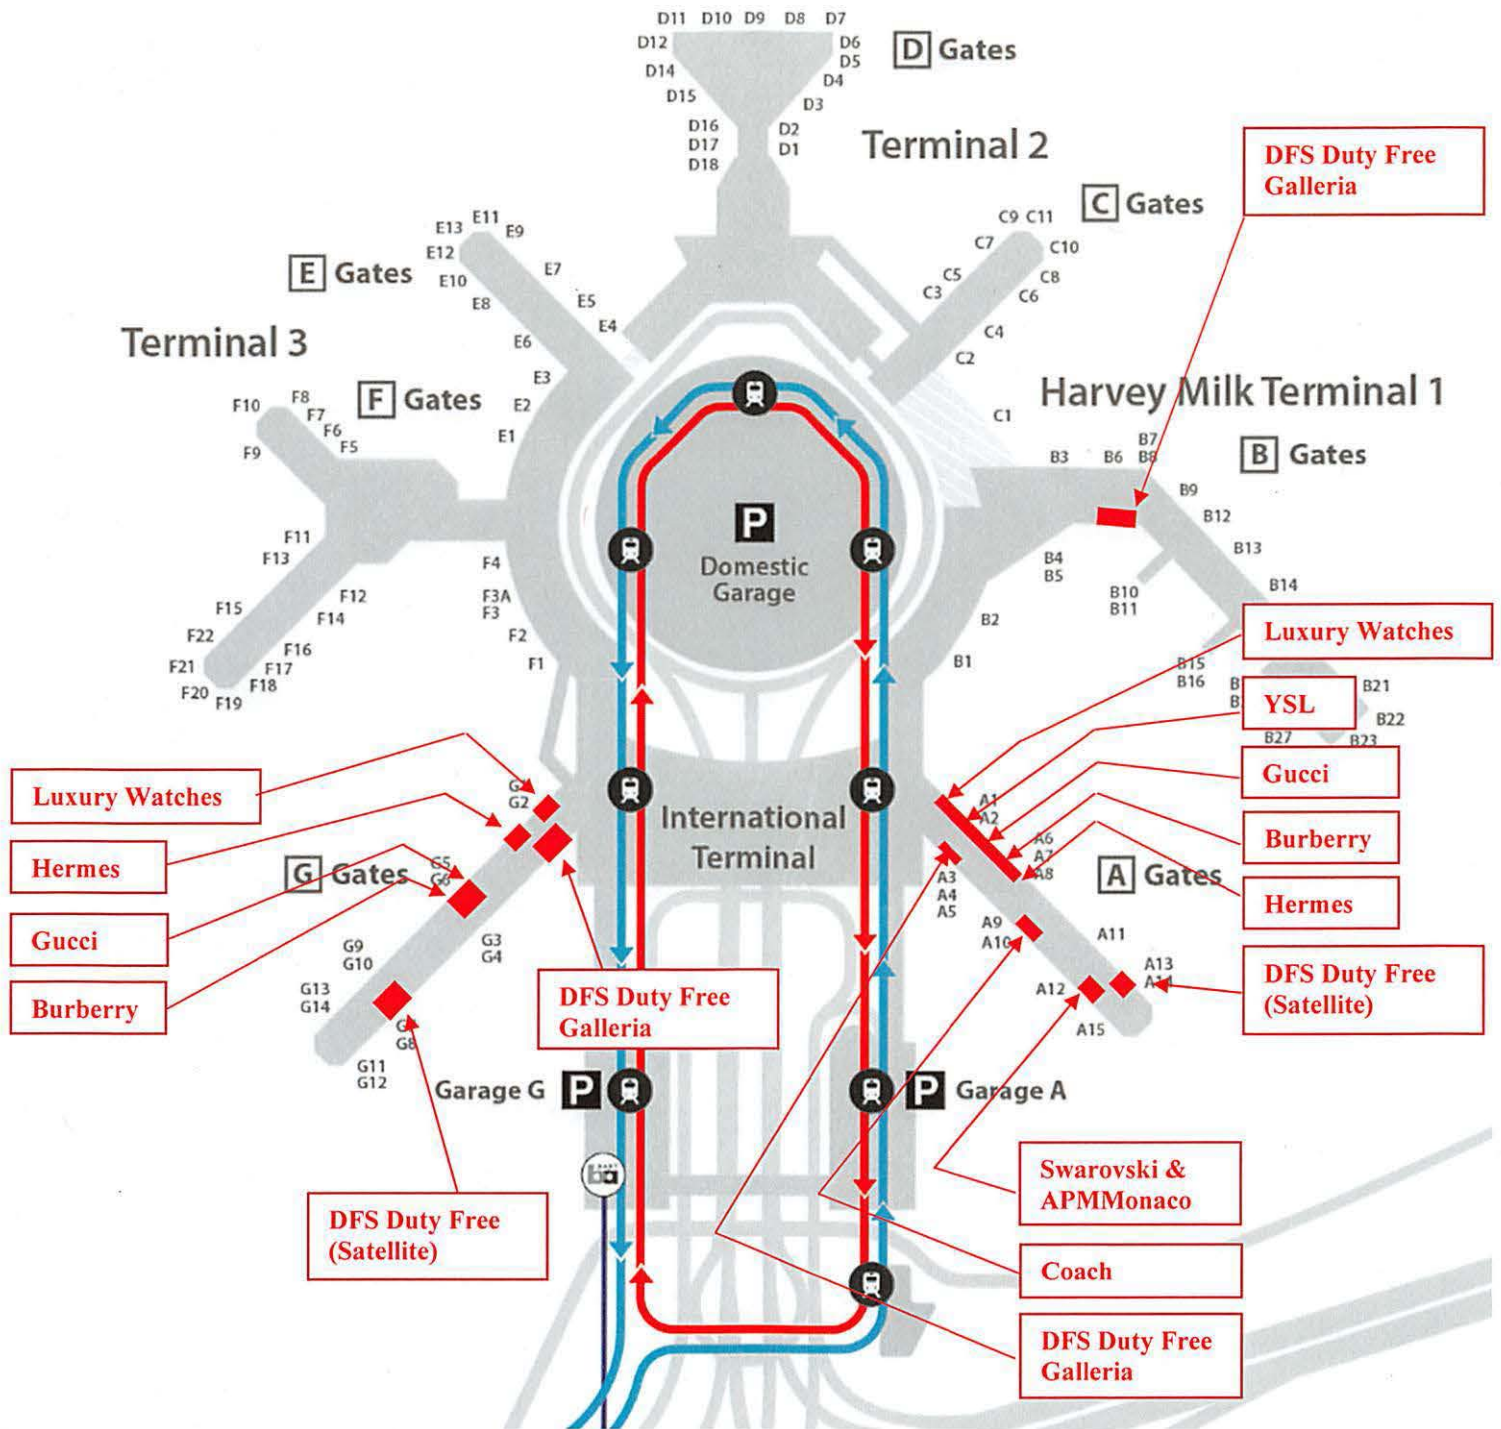 D11 D10 D9 D8 D7
D12
D6
D5
D14
D4
D15
D3
D Gates
D16
D17
D18
D2
D1
Terminal 2
DFS Duty Free
Galleria
C Gates
C9 C11
C7
C10
C5
C8
C3
C6
C4
C2
C1
E11
E13
E9
E12
E7
E10
E5
E8
E4
E6
E3
E2
E1
E Gates
Terminal 3
F Gates
F8
F10
F7
F6
F5
F9
F11
F13
F4
F12
F3A
F3
F15
F14
F2
F22
F16
F1
F21
F17
F20
F18
F19
Harvey Milk Terminal 1
B Gates
B7
B3 B6 B8
B9
B12
B13
B4
B5
B14
B10
B11
B2
B1
B15
B16
B21
B22
B27
B23
P
Domestic
Garage
Luxury Watches
YSL
Gucci
Burberry
Hermes
DFS Duty Free
(Satellite)
Luxury Watches
Hermes
Gucci
Burberry
G2
G Gates
G5
G6
G3
G4
G9
G10
G13
G14
G8
G11
G12
International
Terminal
A1
A2
A6
A7
A8
A3
A4
A5
A Gates
A9
A10
A11
A13
A14
A12
A15
DFS Duty Free
Galleria
Garage G P
P Garage A
ba
DFS Duty Free
(Satellite)
Swarovski &
APMMonaco
Coach
DFS Duty Free
Galleria